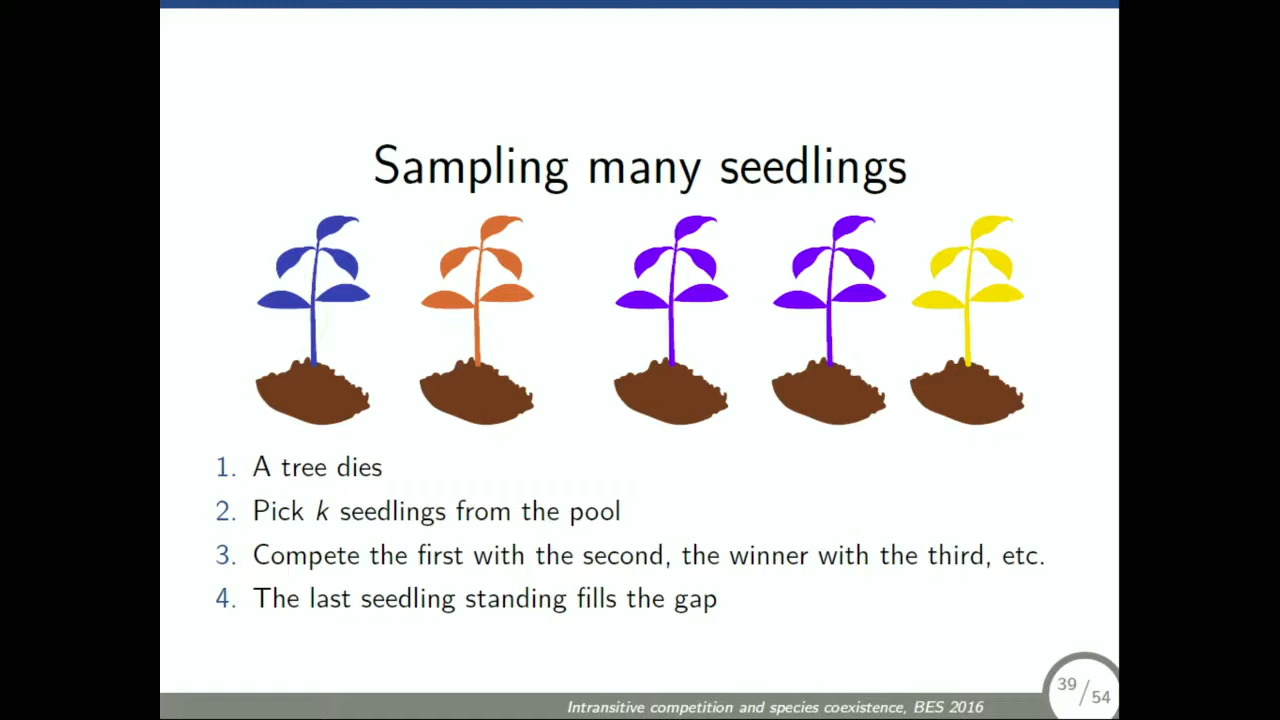 Sampling many seedlings
1. A tree dies
2. Pick k seedlings from the pool
3. Compete the first with the second, the winner with the third, etc.
4. The last seedling standing fills the gap
Intransitive competition and species coexistence, BES 2016
39/54